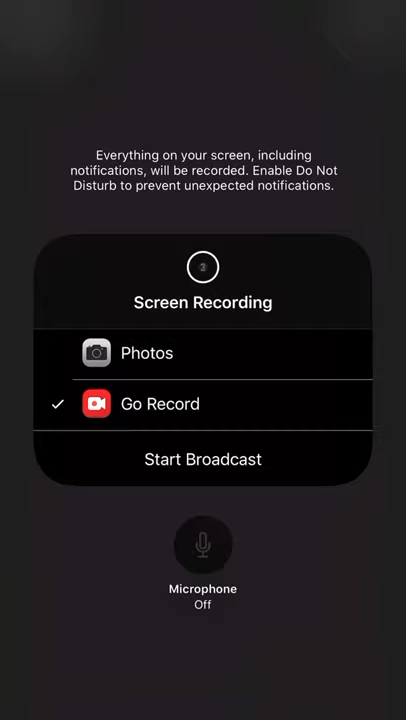 Everything on your screen, including
notifications, will be recorded. Enable Do Not
Disturb to prevent unexpected notifications.
2
Screen Recording
Photos
Go Record
Start Broadcast
Microphone
Off